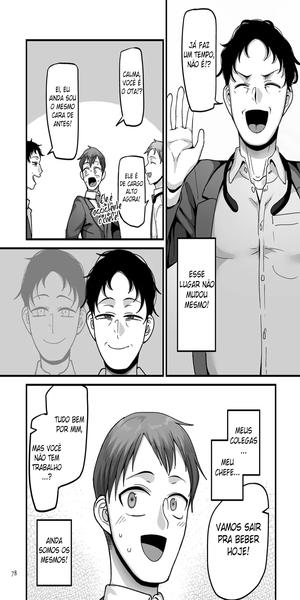 JÁ FAZ
UM TEMPO,
NÃO É!?
CALMA,
VOCÊ É
O OTA!?
EI, EU
AINDA SOU
O MESMO
CARA DE
ANTES!
ELE É
DE CARGO
ALTO
AGORA!
ESSE
LUGAR NÃO
MUDOU
MESMO!
MEUS
COLEGAS
...
MEU
CHEFE...
VAMOS SAIR
PRA BEBER
HOJE!
TUDO BEM
POR MIM,
MAS VOCÊ
NÃO TEM
TRABALHO
...?
AINDA
SOMOS OS
MESMOS!
78